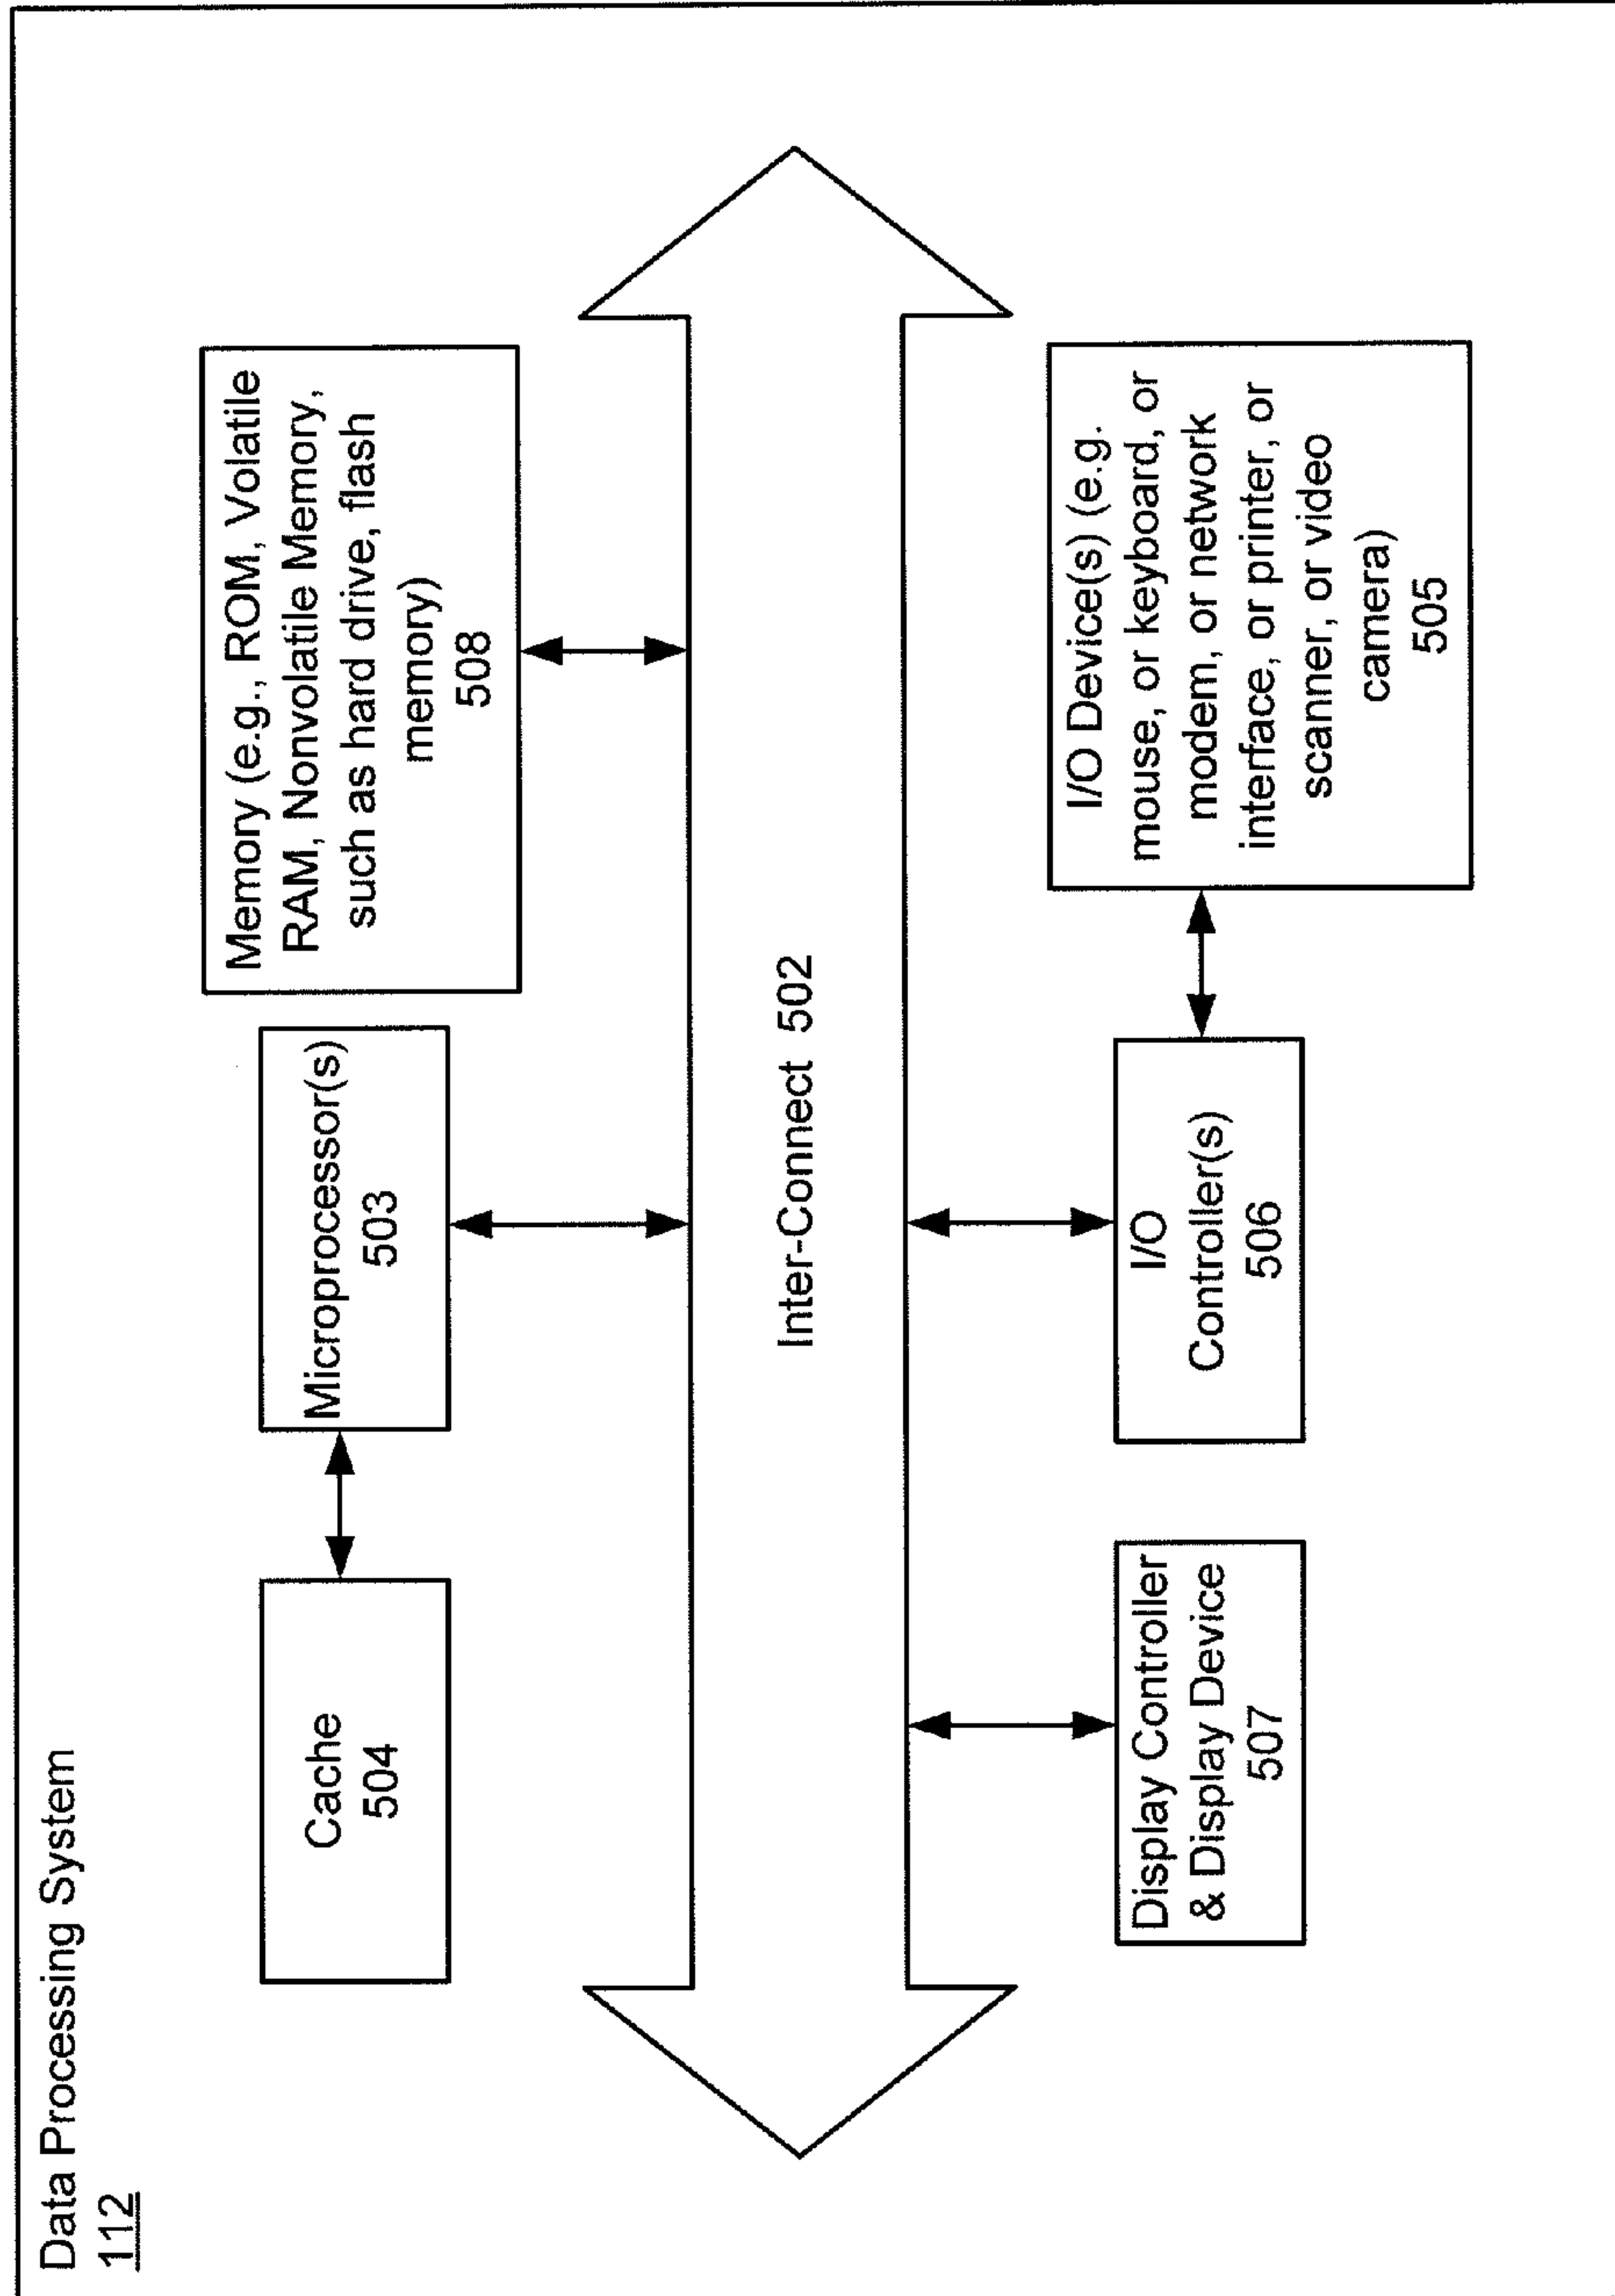 Data Processing System
112
Cache
504
Microprocessor(s)
503
Memory (e.g., ROM, Volatile
RAM, Nonvolatile Memory,
such as hard drive, flash
memory)
508
Inter-Connect 502
Display Controller
& Display Device
507
I/O
Controller(s)
506
I/O Device(s) (e.g.
mouse, or keyboard, or
modem, or network
interface, or printer, or
scanner, or video
camera)
505